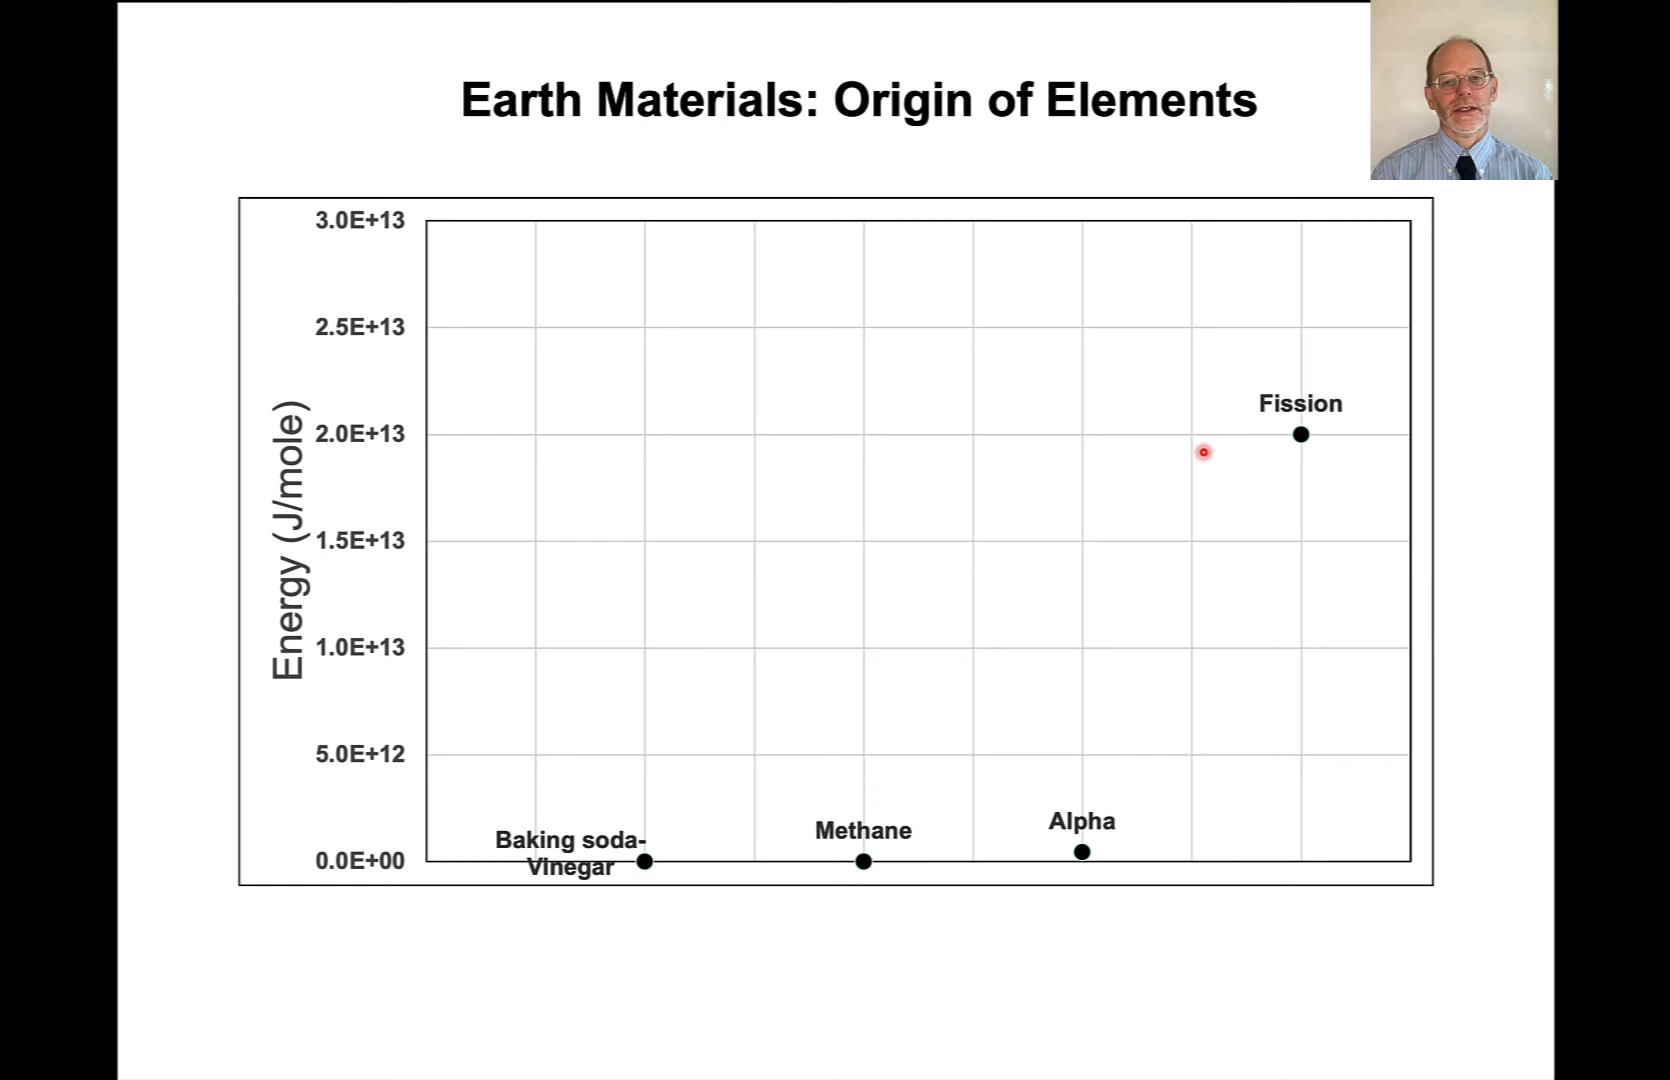 Earth Materials: Origin of Elements
3.0E+13
2.5E+13
2.0E+13
1.5E+13
1.0E+13
5.0E+12
0.0E+00
Energy (J/mole)
Fission
Alpha
Methane
Baking soda-
Vinegar